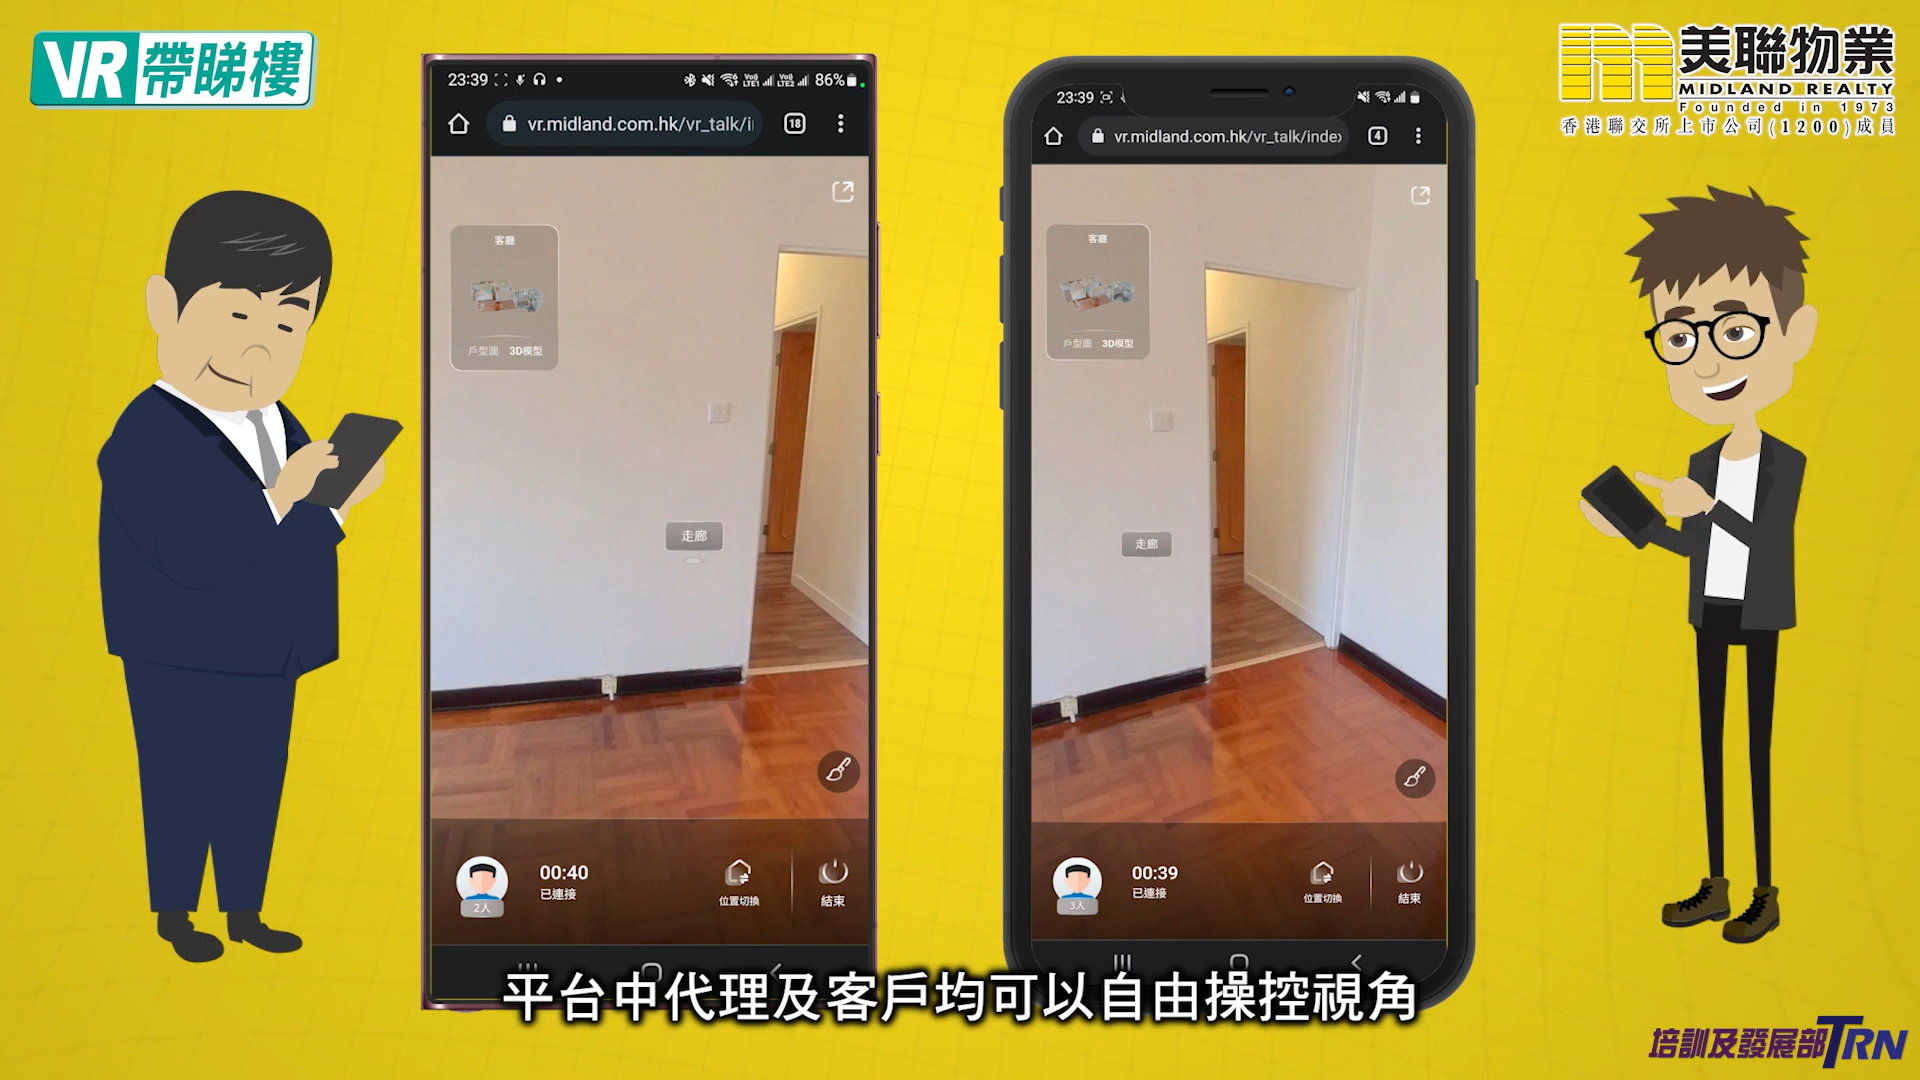 VR帶睇樓
美聯物業
MIDLAND REALTY
Founded in 1973
香港聯交所上市公司(1200)成員
23:39
LTE1
LTE2
86%
vr.midland.com.hk/vr_talk/i
18
客廳
戶型圖 3D模型
走廊
2人
00:40
已連接
位置切換
結束
23:39
vr.midland.com.hk/vr_talk/index
4
客廳
戶型圖 3D模型
走廊
3人
00:39
已連接
位置切換
結束
平台中代理及客戶均可以自由操控視角
培訓及發展部TRN